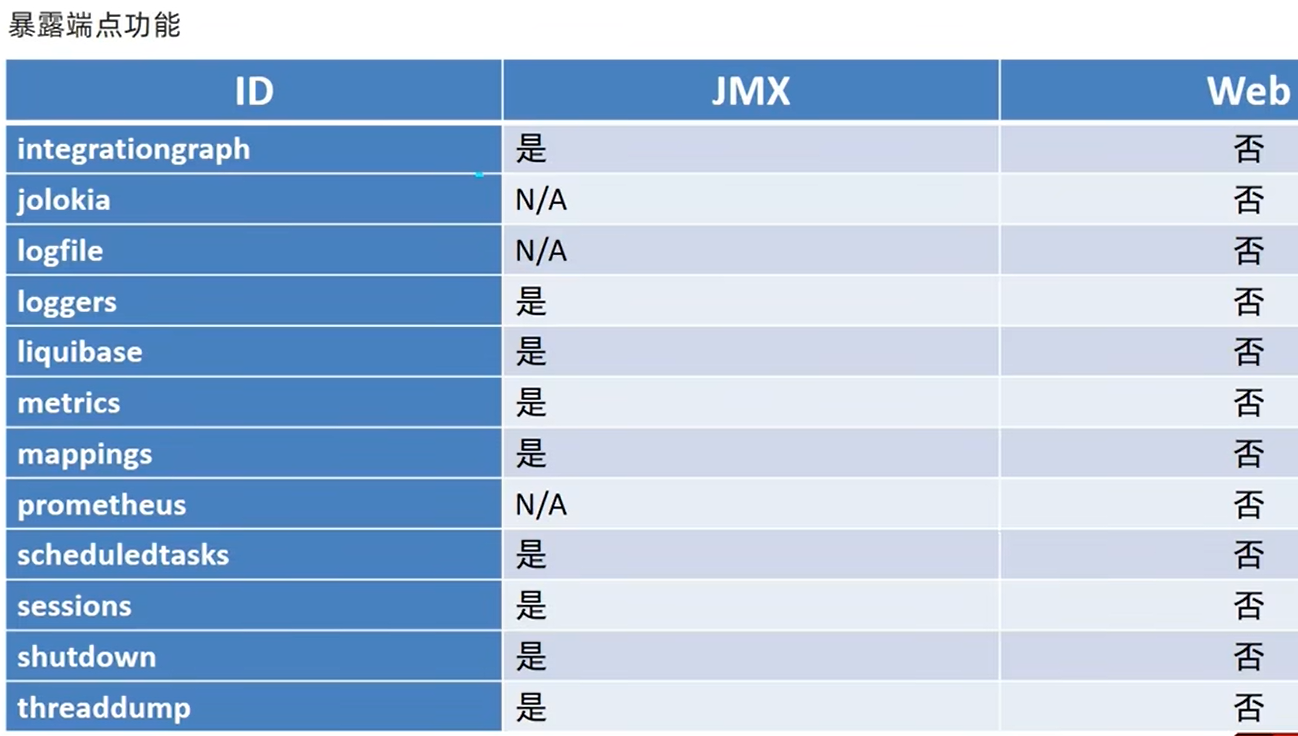 暴露端点功能
ID JMX Web
integrationgraph 是 否
jolokia N/A 否
logfile N/A 否
loggers 是 否
liquibase 是 否
metrics 是 否
mappings 是 否
prometheus N/A 否
scheduledtasks 是 否
sessions 是 否
shutdown 是 否
threaddump 是 否